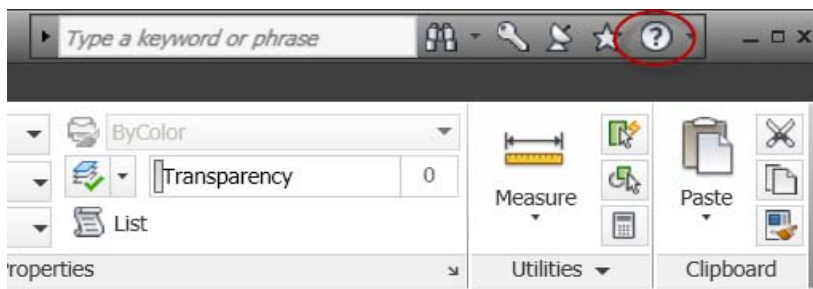 Type a keyword or phrase
ByColor
Transparency 0
List
Measure
Paste
roperties
Utilities
Clipboard